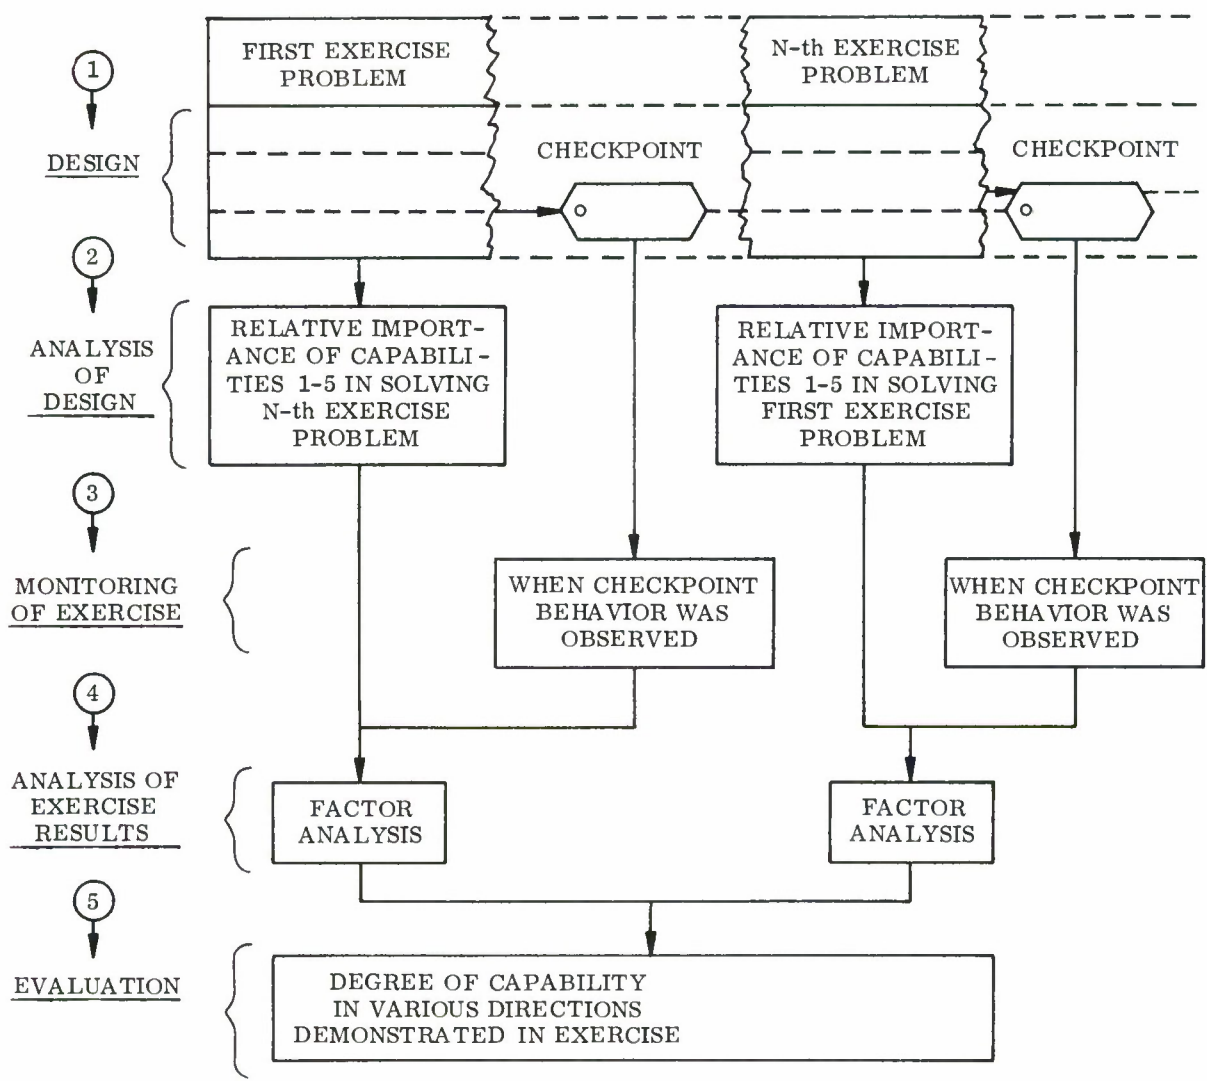 1
FIRST EXERCISE
PROBLEM
N-th EXERCISE
PROBLEM
DESIGN
CHECKPOINT
CHECKPOINT
2
ANALYSIS
OF
DESIGN
RELATIVE IMPORT-
ANCE OF CAPABILI-
TIES 1-5 IN SOLVING
N-th EXERCISE
PROBLEM
RELATIVE IMPORT-
ANCE OF CAPABILI-
TIES 1-5 IN SOLVING
FIRST EXERCISE
PROBLEM
3
MONITORING
OF EXERCISE
WHEN CHECKPOINT
BEHAVIOR WAS
OBSERVED
WHEN CHECKPOINT
BEHAVIOR WAS
OBSERVED
4
ANALYSIS OF
EXERCISE
RESULTS
FACTOR
ANALYSIS
FACTOR
ANALYSIS
5
EVALUATION
DEGREE OF CAPABILITY
IN VARIOUS DIRECTIONS
DEMONSTRATED IN EXERCISE